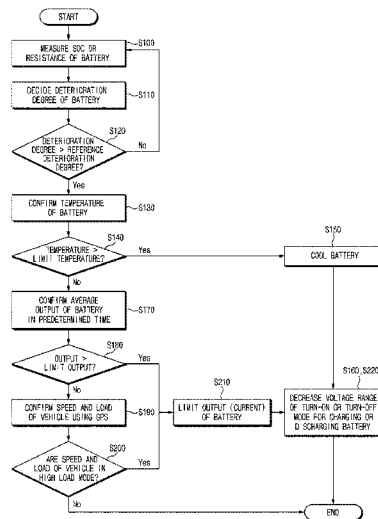 START
S100
MEASURE SOC OR
RESISTANCE OF BATTERY
S110
DECIDE DETERIORATION
DEGREE OF BATTERY
S120
DETERIORATION
DEGREE > REFERENCE
DETERIORATION
DEGREE?
No
Yes
S130
CONFIRM TEMPERATURE
OF BATTERY
S140
TEMPERATURE >
LIMIT TEMPERATURE?
Yes
No
S150
COOL BATTERY
S170
CONFIRM AVERAGE
OUTPUT OF BATTERY
IN PREDETERMINED TIME
S180
OUTPUT >
LIMIT OUTPUT?
Yes
No
S190
CONFIRM SPEED AND LOAD
OF VEHICLE USING GPS
S210
LIMIT OUTPUT (CURRENT)
OF BATTERY
S160, S220
DECREASE VOLTAGE RANGE
OF TURN-ON OR TURN-OFF
MODE FOR CHARGING OR
DISCHARGING BATTERY
S200
ARE SPEED AND
LOAD OF VEHICLE IN
HIGH LOAD MODE?
Yes
No
END